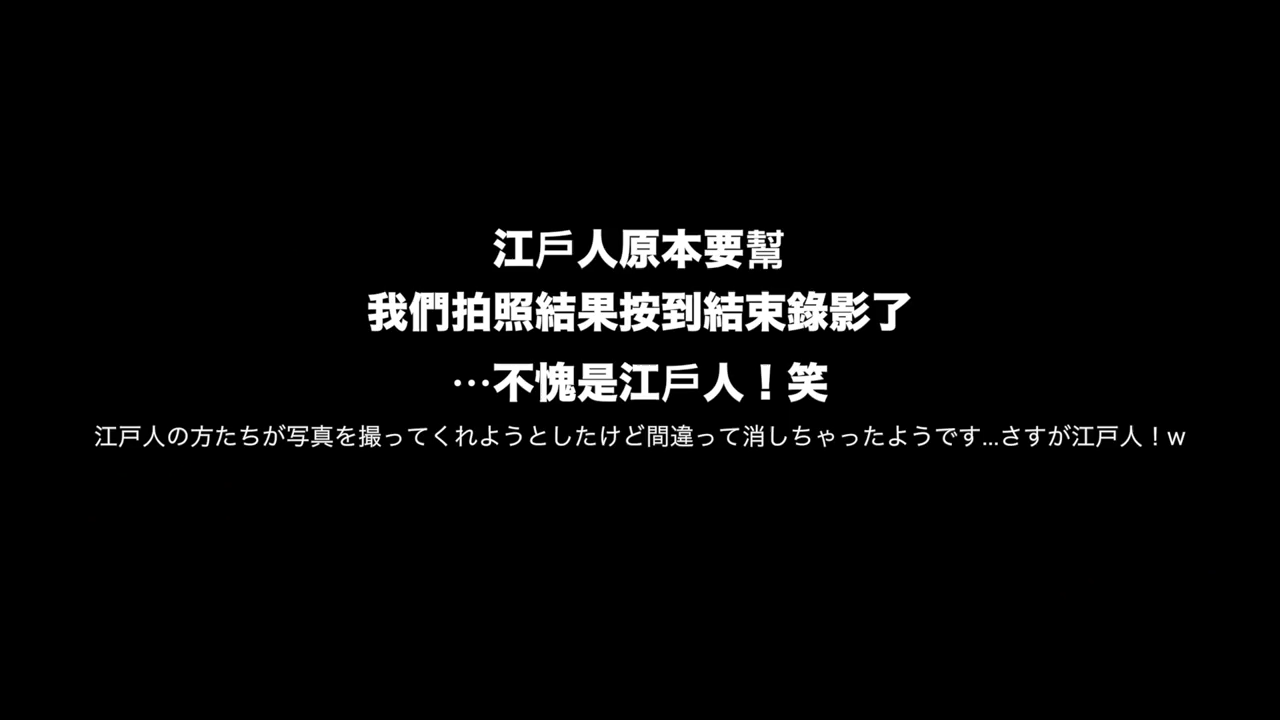 江戶人原本要幫
我們拍照結果按到結束錄影了
…不愧是江戶人！笑
江戸人の方たちが写真を撮ってくれようとしたけど間違って消しちゃったようです...さすが江戸人！w